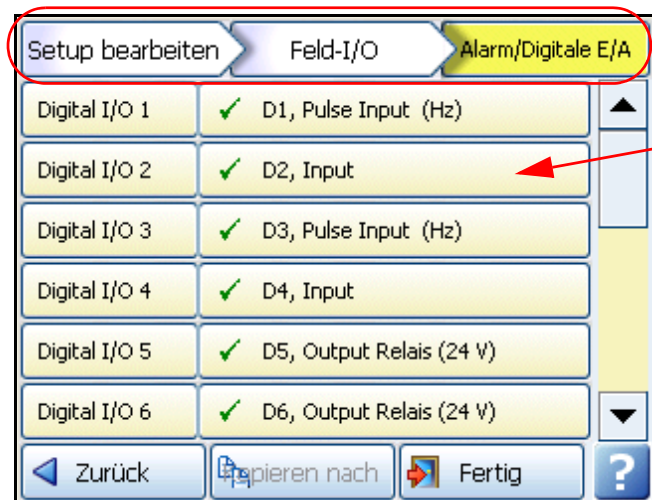 Setup bearbeiten Feld-I/O Alarm/Digitale E/A
Digital I/O 1 D1, Pulse Input (Hz)
Digital I/O 2 D2, Input
Digital I/O 3 D3, Pulse Input (Hz)
Digital I/O 4 D4, Input
Digital I/O 5 D5, Output Relais (24 V)
Digital I/O 6 D6, Output Relais (24 V)
Zurück Kopieren nach Fertig ?